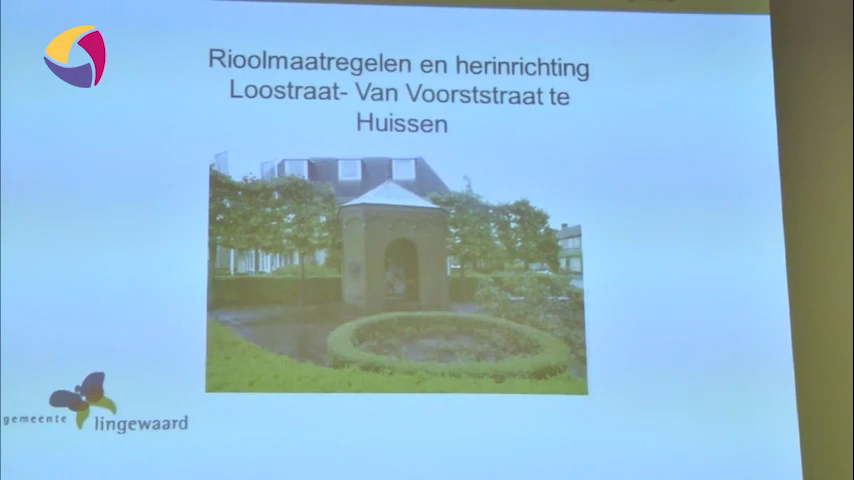 Rioolmaatregelen en herinrichting
Loostraat- Van Voorststraat te
Huissen
gemeente lingewaard